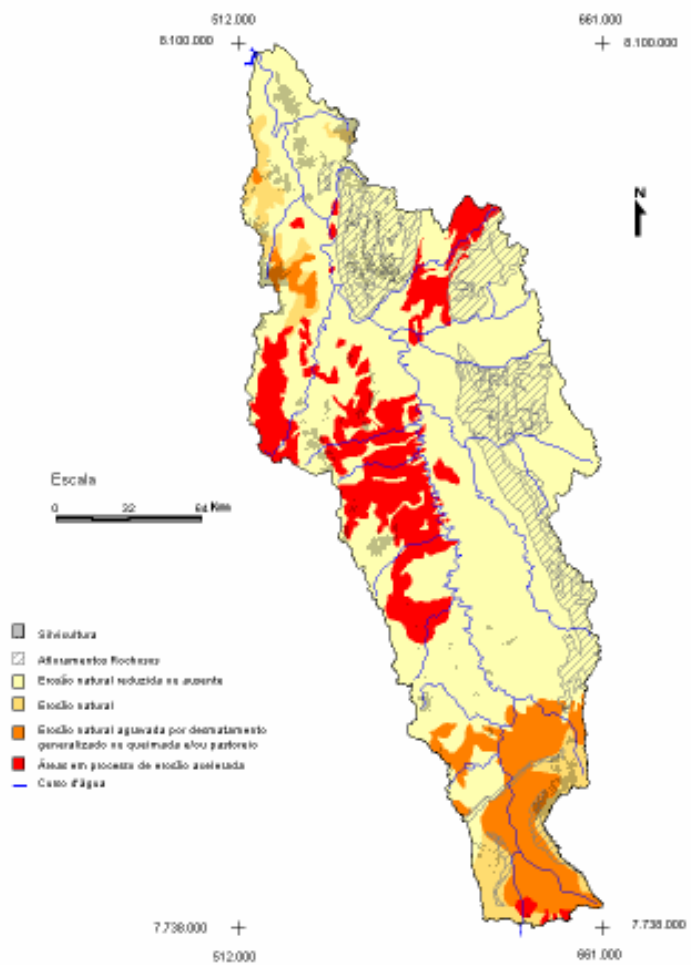 512.000
661.000
8.100.000
8.100.000
N
Escala
0 32 64 Km
Silvicultura
Afloramentos Rochosos
Erosão natural reduzida ou ausente
Erosão natural
Erosão natural agravada por desmatamento
generalizado ou queimada e/ou pastoreio
Áreas em processo de erosão acelerada
Curso d'água
7.738.000
7.738.000
512.000
661.000